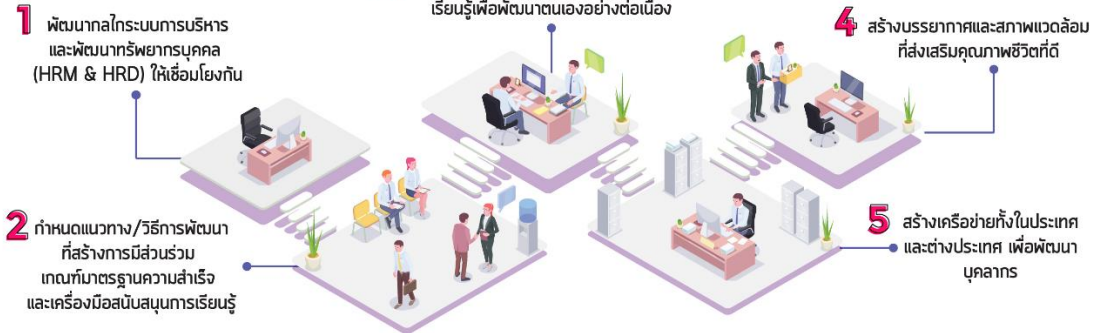 1 พัฒนากลไกระบบการบริหาร
และพัฒนาทรัพยากรบุคคล
(HRM & HRD) ให้เชื่อมโยงกัน
2 กำหนดแนวทาง/วิธีการพัฒนา
ที่สร้างการมีส่วนร่วม
เกณฑ์มาตรฐานความสำเร็จ
และเครื่องมือสนับสนุนการเรียนรู้
เรียนรู้เพื่อพัฒนาตนเองอย่างต่อเนื่อง
4 สร้างบรรยากาศและสภาพแวดล้อม
ที่ส่งเสริมคุณภาพชีวิตที่ดี
5 สร้างเครือข่ายทั้งในประเทศ
และต่างประเทศ เพื่อพัฒนา
บุคลากร